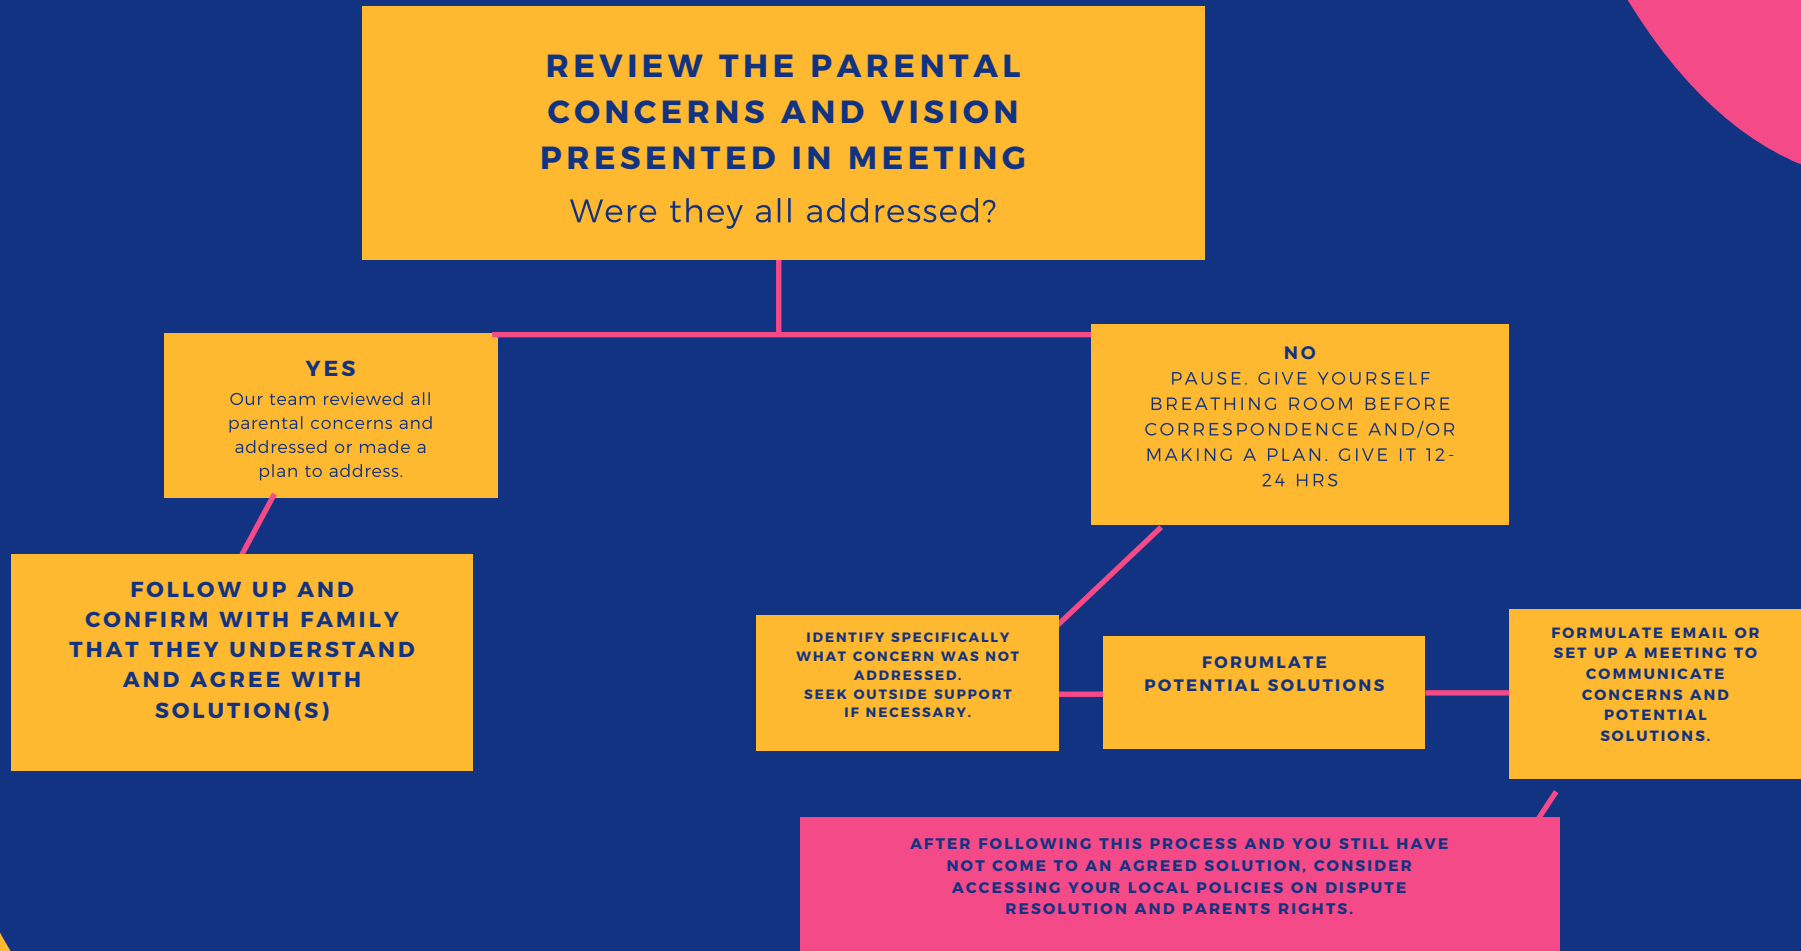 REVIEW THE PARENTAL
CONCERNS AND VISION
PRESENTED IN MEETING
Were they all addressed?
YES
Our team reviewed all
parental concerns and
addressed or made a
plan to address.
NO
PAUSE. GIVE YOURSELF
BREATHING ROOM BEFORE
CORRESPONDENCE AND/OR
MAKING A PLAN. GIVE IT 12-
24 HRS
FOLLOW UP AND
CONFIRM WITH FAMILY
THAT THEY UNDERSTAND
AND AGREE WITH
SOLUTION(S)
IDENTIFY SPECIFICALLY
WHAT CONCERN WAS NOT
ADDRESSED.
SEEK OUTSIDE SUPPORT
IF NECESSARY.
FORUMLATE
POTENTIAL SOLUTIONS
FORMULATE EMAIL OR
SET UP A MEETING TO
COMMUNICATE
CONCERNS AND
POTENTIAL
SOLUTIONS.
AFTER FOLLOWING THIS PROCESS AND YOU STILL HAVE
NOT COME TO AN AGREED SOLUTION, CONSIDER
ACCESSING YOUR LOCAL POLICIES ON DISPUTE
RESOLUTION AND PARENTS RIGHTS.